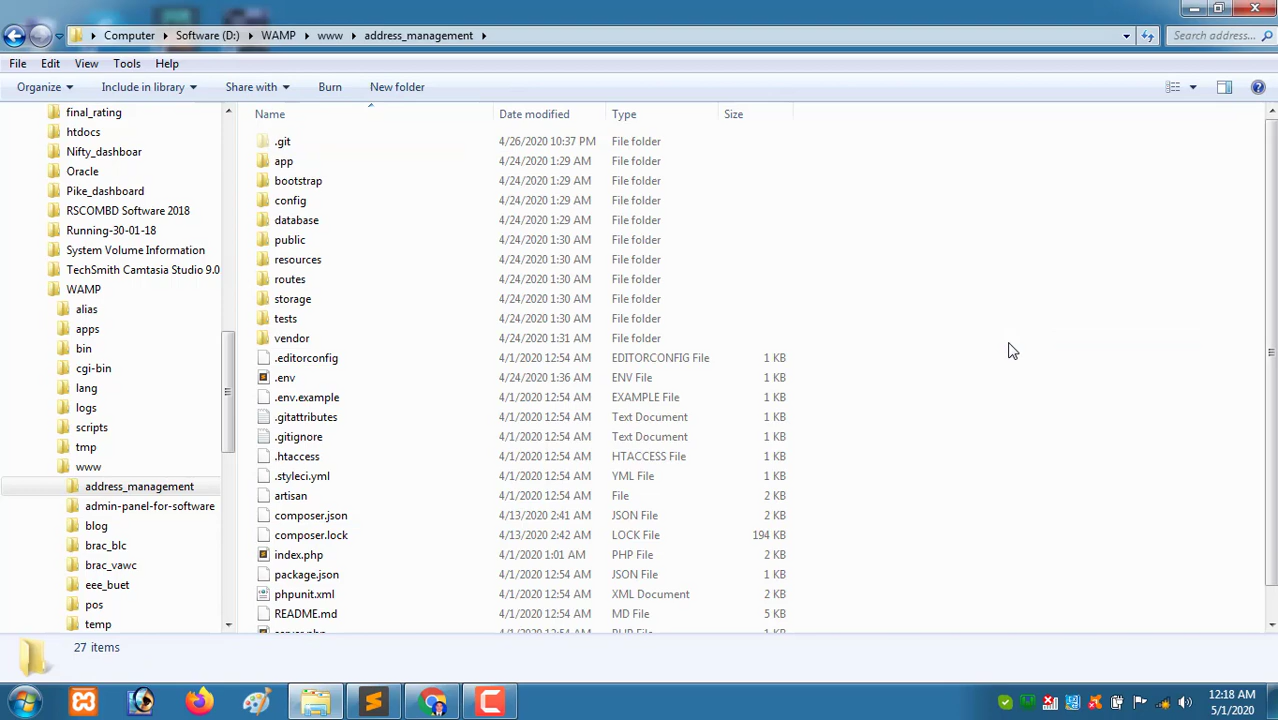 Computer Software (D:) WAMP www address_management Search address...
File Edit View Tools Help
Organize Include in library Share with Burn New folder
final_rating
htdocs
Nifty_dashboar
Oracle
Pike_dashboard
RSCOMBD Software 2018
Running-30-01-18
System Volume Information
TechSmith Camtasia Studio 9.0
WAMP
alias
apps
bin
cgi-bin
lang
logs
scripts
tmp
www
address_management
admin-panel-for-software
blog
brac_blc
brac_vawc
eee_buet
pos
temp
Name Date modified Type Size
.git 4/26/2020 10:37 PM File folder
app 4/24/2020 1:29 AM File folder
bootstrap 4/24/2020 1:29 AM File folder
config 4/24/2020 1:29 AM File folder
database 4/24/2020 1:29 AM File folder
public 4/24/2020 1:30 AM File folder
resources 4/24/2020 1:30 AM File folder
routes 4/24/2020 1:30 AM File folder
storage 4/24/2020 1:30 AM File folder
tests 4/24/2020 1:30 AM File folder
vendor 4/24/2020 1:31 AM File folder
.editorconfig 4/1/2020 12:54 AM EDITORCONFIG File 1 KB
.env 4/24/2020 1:36 AM ENV File 1 KB
.env.example 4/1/2020 12:54 AM EXAMPLE File 1 KB
.gitattributes 4/1/2020 12:54 AM Text Document 1 KB
.gitignore 4/1/2020 12:54 AM Text Document 1 KB
.htaccess 4/1/2020 12:54 AM HTACCESS File 1 KB
.styleci.yml 4/1/2020 12:54 AM YML File 1 KB
artisan 4/1/2020 12:54 AM File 2 KB
composer.json 4/13/2020 2:41 AM JSON File 2 KB
composer.lock 4/13/2020 2:42 AM LOCK File 194 KB
index.php 4/1/2020 1:01 AM PHP File 2 KB
package.json 4/1/2020 12:54 AM JSON File 1 KB
phpunit.xml 4/1/2020 12:54 AM XML Document 2 KB
README.md 4/1/2020 12:54 AM MD File 5 KB
server.php 4/1/2020 12:54 AM PHP File 1 KB
27 items
12:18 AM
5/1/2020